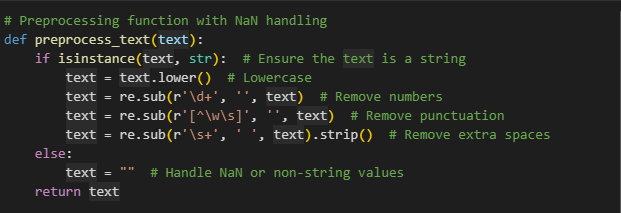 # Preprocessing function with NaN handling
def preprocess_text(text):
    if isinstance(text, str):  # Ensure the text is a string
        text = text.lower()  # Lowercase
        text = re.sub(r'\d+', '', text)  # Remove numbers
        text = re.sub(r'[^\w\s]', '', text)  # Remove punctuation
        text = re.sub(r'\s+', ' ', text).strip()  # Remove extra spaces
    else:
        text = ""  # Handle NaN or non-string values
    return text